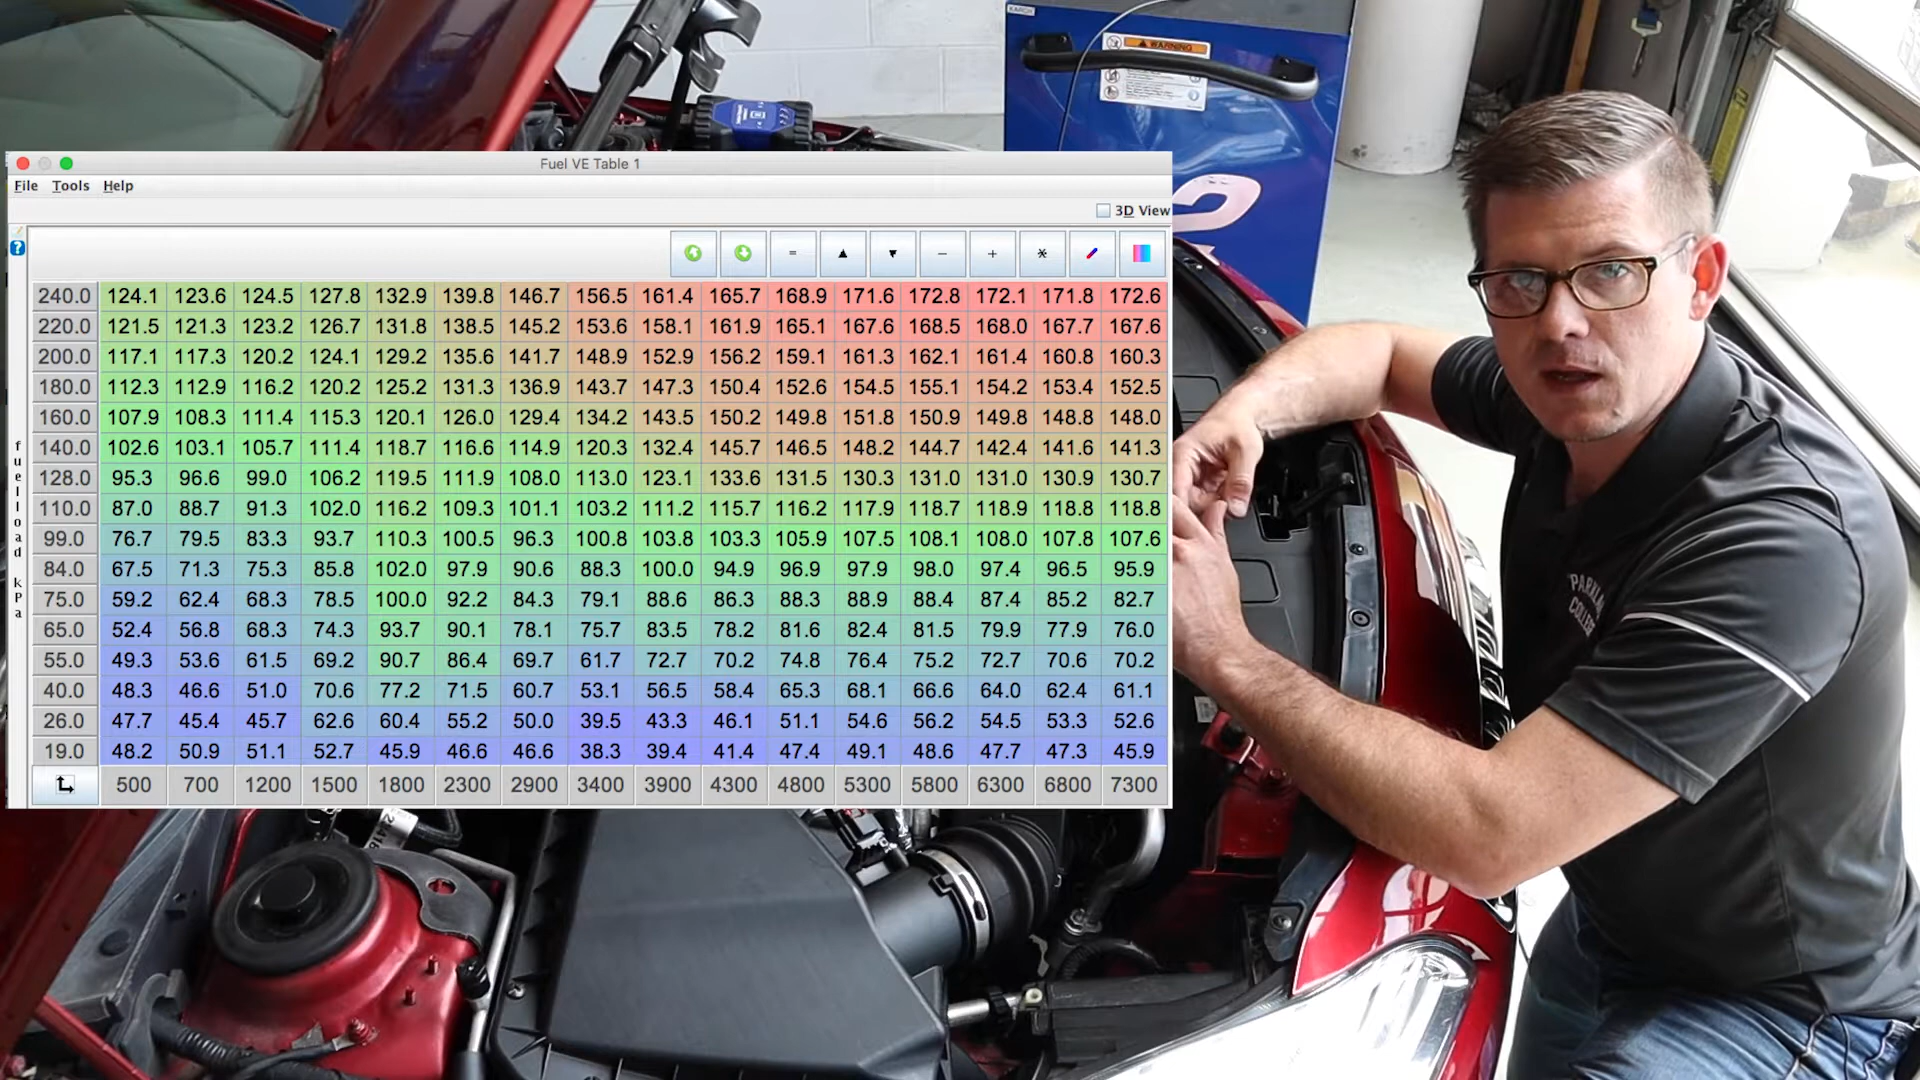 KARCH
WARNING
Fuel VE Table 1
File Tools Help
3D View
?
= ▲ ▼ − + *
fuelload kPa
240.0 124.1 123.6 124.5 127.8 132.9 139.8 146.7 156.5 161.4 165.7 168.9 171.6 172.8 172.1 171.8 172.6
220.0 121.5 121.3 123.2 126.7 131.8 138.5 145.2 153.6 158.1 161.9 165.1 167.6 168.5 168.0 167.7 167.6
200.0 117.1 117.3 120.2 124.1 129.2 135.6 141.7 148.9 152.9 156.2 159.1 161.3 162.1 161.4 160.8 160.3
180.0 112.3 112.9 116.2 120.2 125.2 131.3 136.9 143.7 147.3 150.4 152.6 154.5 155.1 154.2 153.4 152.5
160.0 107.9 108.3 111.4 115.3 120.1 126.0 129.4 134.2 143.5 150.2 149.8 151.8 150.9 149.8 148.8 148.0
140.0 102.6 103.1 105.7 111.4 118.7 116.6 114.9 120.3 132.4 145.7 146.5 148.2 144.7 142.4 141.6 141.3
128.0 95.3 96.6 99.0 106.2 119.5 111.9 108.0 113.0 123.1 133.6 131.5 130.3 131.0 131.0 130.9 130.7
110.0 87.0 88.7 91.3 102.0 116.2 109.3 101.1 103.2 111.2 115.7 116.2 117.9 118.7 118.9 118.8 118.8
99.0 76.7 79.5 83.3 93.7 110.3 100.5 96.3 100.8 103.8 103.3 105.9 107.5 108.1 108.0 107.8 107.6
84.0 67.5 71.3 75.3 85.8 102.0 97.9 90.6 88.3 100.0 94.9 96.9 97.9 98.0 97.4 96.5 95.9
75.0 59.2 62.4 68.3 78.5 100.0 92.2 84.3 79.1 88.6 86.3 88.3 88.9 88.4 87.4 85.2 82.7
65.0 52.4 56.8 68.3 74.3 93.7 90.1 78.1 75.7 83.5 78.2 81.6 82.4 81.5 79.9 77.9 76.0
55.0 49.3 53.6 61.5 69.2 90.7 86.4 69.7 61.7 72.7 70.2 74.8 76.4 75.2 72.7 70.6 70.2
40.0 48.3 46.6 51.0 70.6 77.2 71.5 60.7 53.1 56.5 58.4 65.3 68.1 66.6 64.0 62.4 61.1
26.0 47.7 45.4 45.7 62.6 60.4 55.2 50.0 39.5 43.3 46.1 51.1 54.6 56.2 54.5 53.3 52.6
19.0 48.2 50.9 51.1 52.7 45.9 46.6 46.6 38.3 39.4 41.4 47.4 49.1 48.6 47.7 47.3 45.9
500 700 1200 1500 1800 2300 2900 3400 3900 4300 4800 5300 5800 6300 6800 7300
COLLEGE